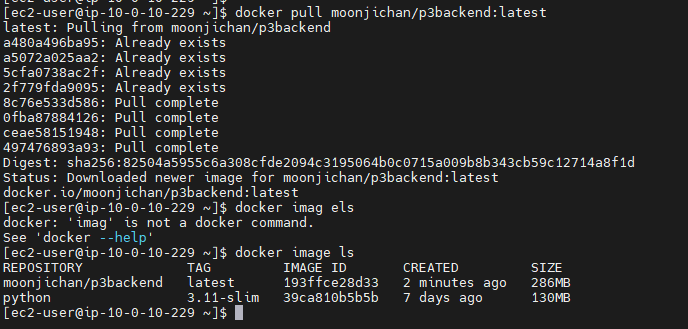 [ec2-user@ip-10-0-10-229 ~]$ docker pull moonjichan/p3backend:latest
latest: Pulling from moonjichan/p3backend
a480a496ba95: Already exists
a5072a025aa2: Already exists
5cfa0738ac2f: Already exists
2f779fda9095: Already exists
8c76e533d586: Pull complete
0fba87884126: Pull complete
ceae58151948: Pull complete
497476893a93: Pull complete
Digest: sha256:82504a5955c6a308cfde2094c3195064b0c0715a009b8b343cb59c12714a8f1d
Status: Downloaded newer image for moonjichan/p3backend:latest
docker.io/moonjichan/p3backend:latest
[ec2-user@ip-10-0-10-229 ~]$ docker imag els
docker: 'imag' is not a docker command.
See 'docker --help'
[ec2-user@ip-10-0-10-229 ~]$ docker image ls
REPOSITORY TAG IMAGE ID CREATED SIZE
moonjichan/p3backend latest 193ffce28d33 2 minutes ago 286MB
python 3.11-slim 39ca810b5b5b 7 days ago 130MB
[ec2-user@ip-10-0-10-229 ~]$